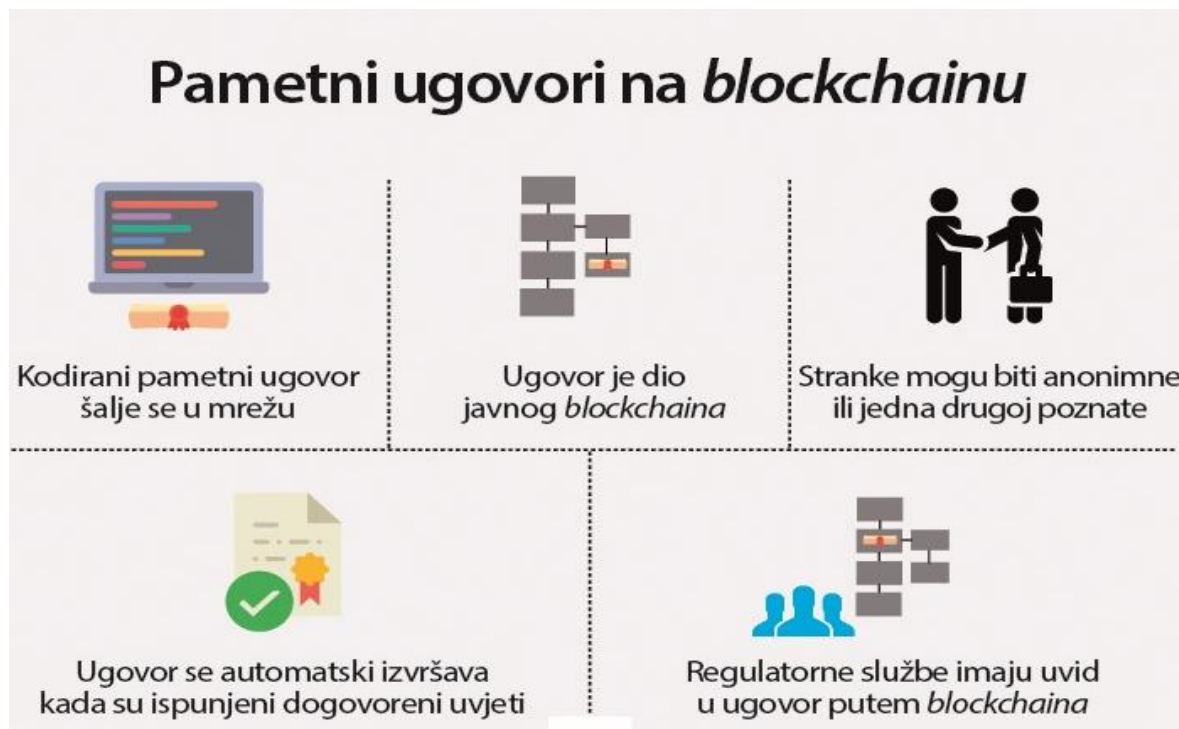 Pametni ugovori na blockchainu
Kodirani pametni ugovor
šalje se u mrežu
Ugovor je dio
javnog blockchaina
Stranke mogu biti anonimne
ili jedna drugoj poznate
Ugovor se automatski izvršava
kada su ispunjeni dogovoreni uvjeti
Regulatorne službe imaju uvid
u ugovor putem blockchaina